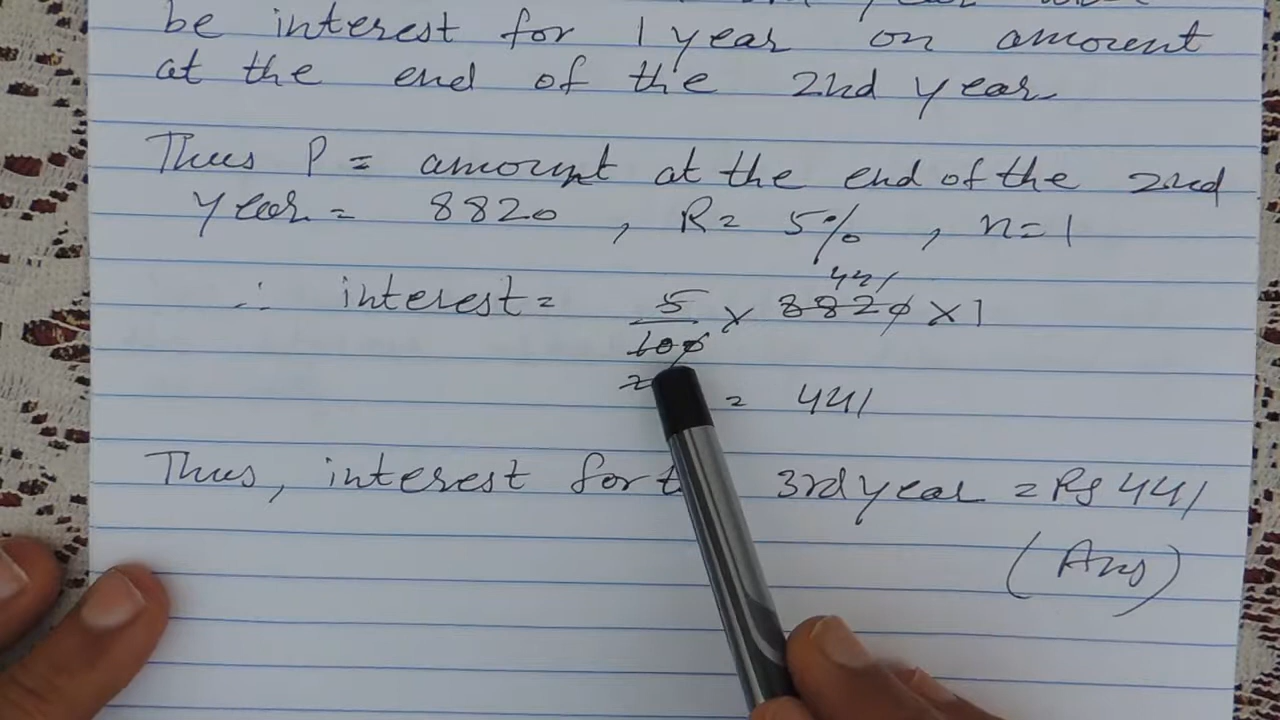 be interest for 1 year on amount
at the end of the 2nd year
Thus P = amount at the end of the 2nd
year = 8820 , R = 5% , n = 1
441
∴ interest = 5/100 × 8820 × 1
= 441
Thus, interest for 3rd year = Rs 441
(Ans)